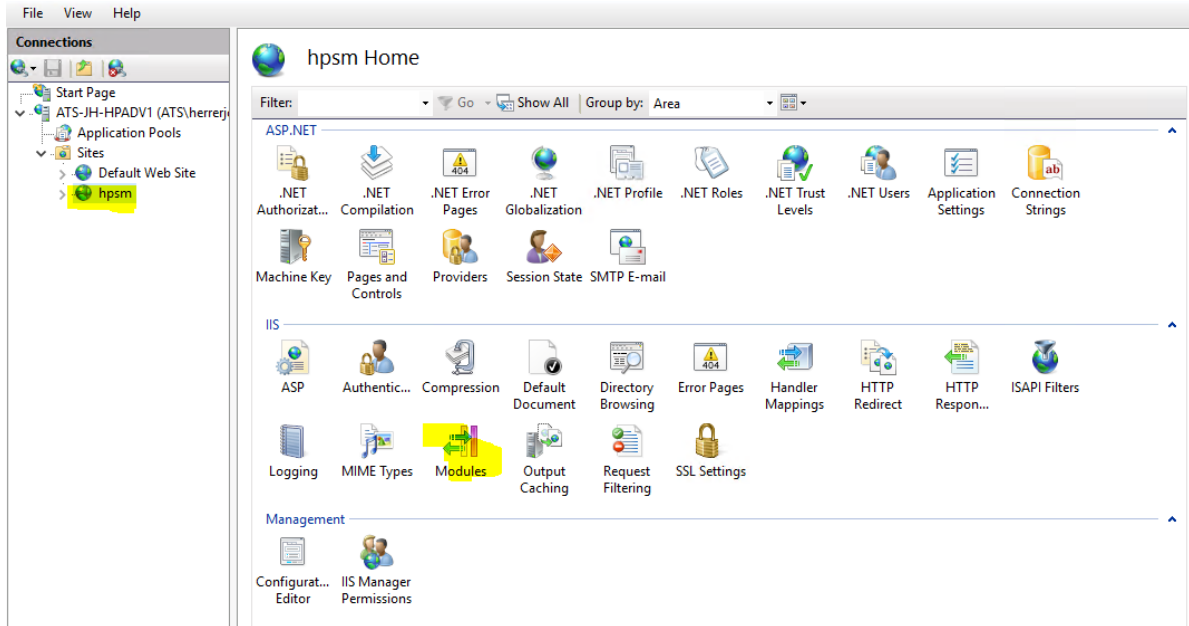 File View Help
Connections
hpsm Home
Start Page
ATS-JH-HPADV1 (ATS\herrerj
Application Pools
Sites
Default Web Site
hpsm
Filter: Go Show All Group by: Area
ASP.NET
.NET Authorizat...
.NET Compilation
.NET Error Pages
.NET Globalization
.NET Profile
.NET Roles
.NET Trust Levels
.NET Users
Application Settings
Connection Strings
Machine Key
Pages and Controls
Providers
Session State
SMTP E-mail
IIS
ASP
Authentic...
Compression
Default Document
Directory Browsing
Error Pages
Handler Mappings
HTTP Redirect
HTTP Respon...
ISAPI Filters
Logging
MIME Types
Modules
Output Caching
Request Filtering
SSL Settings
Management
Configurat... Editor
IIS Manager Permissions